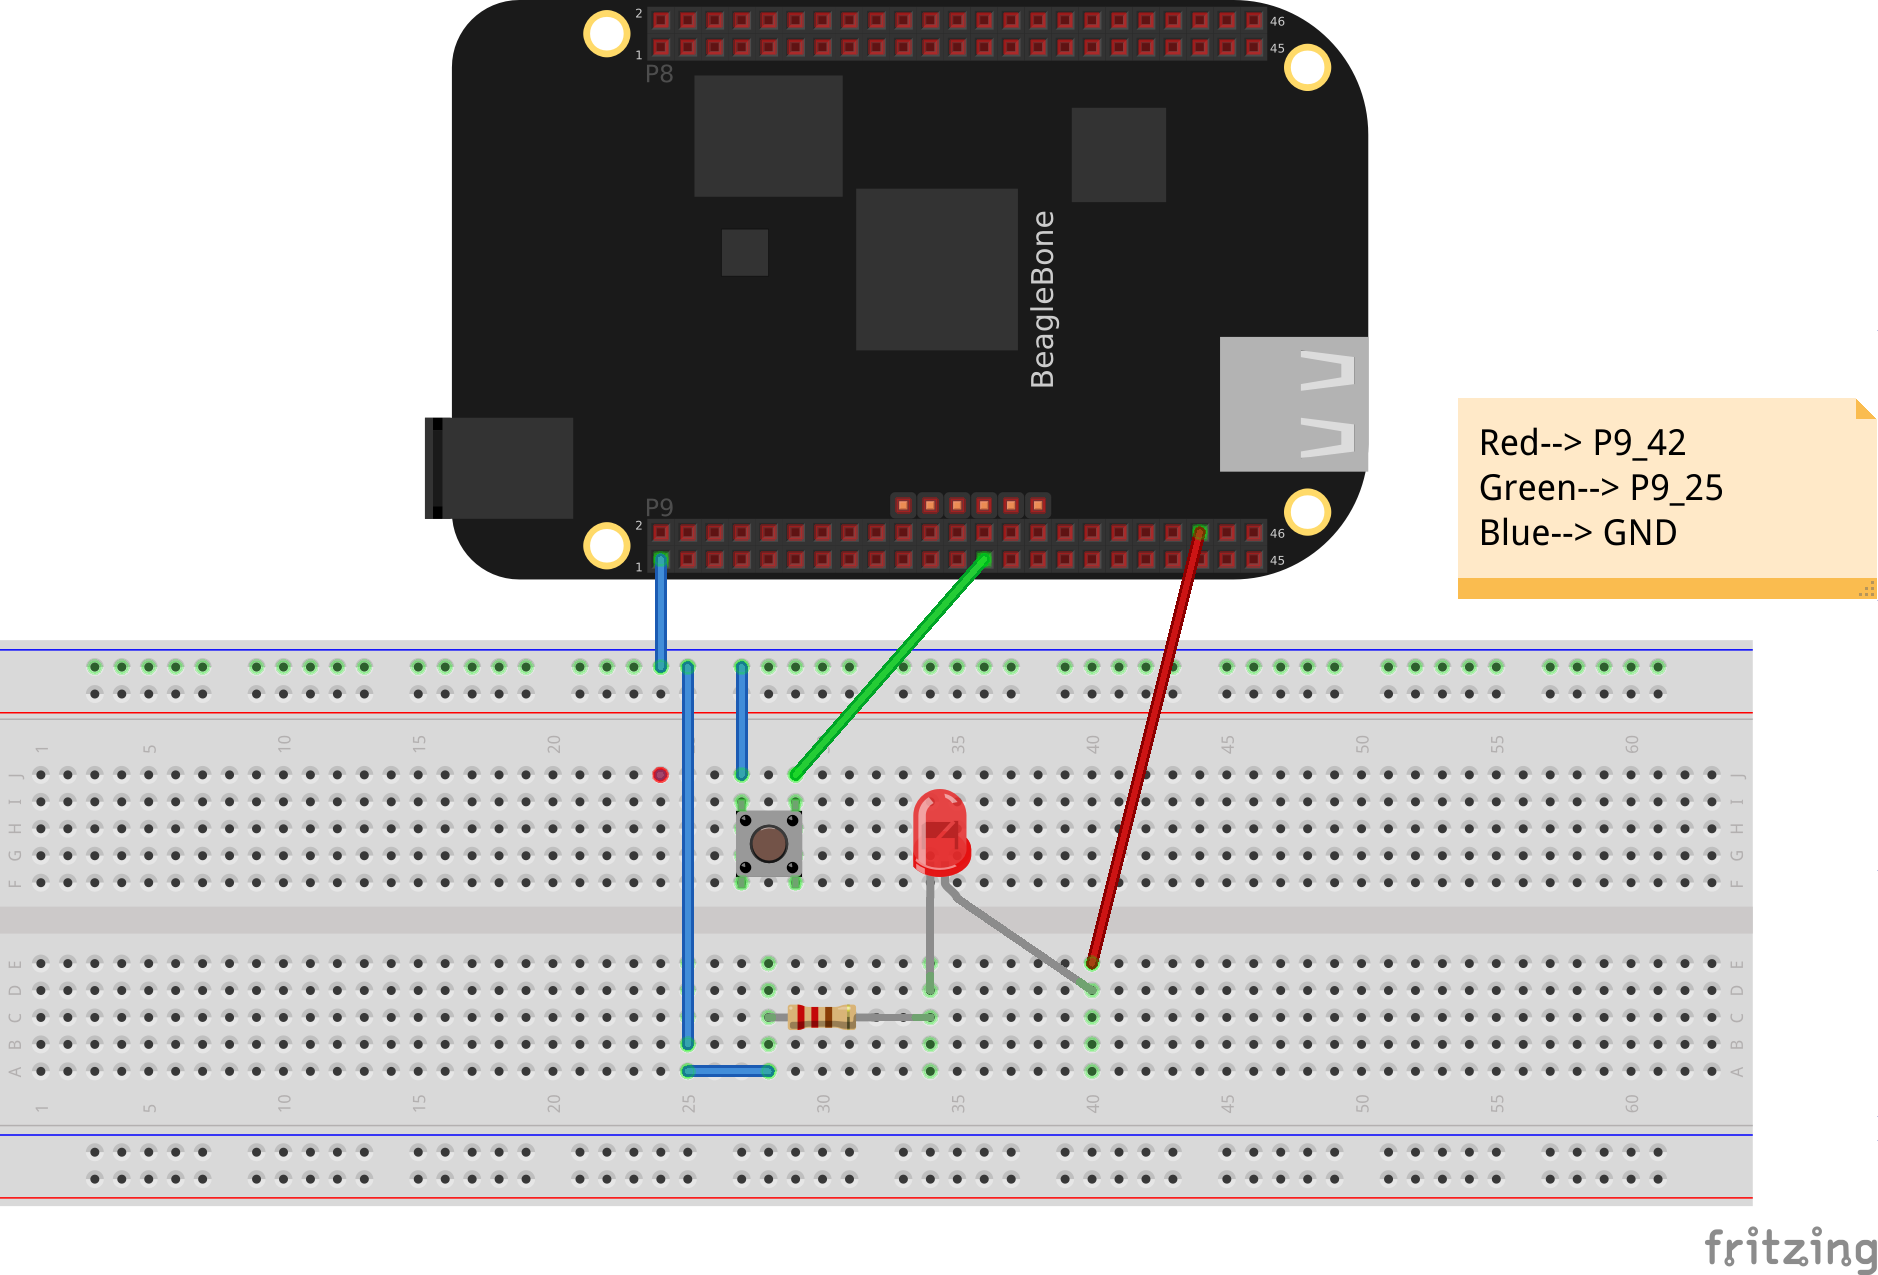 2
46
1
45
P8
BeagleBone
Red--> P9_42
Green--> P9_25
Blue--> GND
P9
2
46
1
45
1 5 10 15 20 35 40 45 50 55 60
J J
I I
H H
G G
F F
E E
D D
C C
B B
A A
1 5 10 15 20 25 30 35 40 45 50 55 60
fritzing